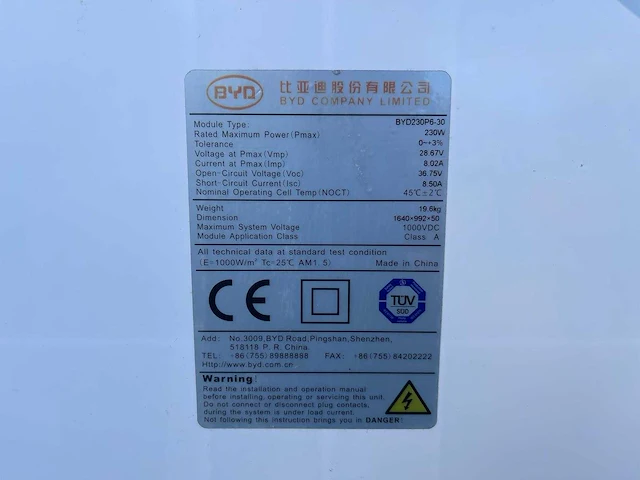 BYD 比亚迪股份有限公司
BYD COMPANY LIMITED
Module Type: BYD230P6-30
Rated Maximum Power(Pmax) 230W
Tolerance 0~+3%
Voltage at Pmax(Vmp) 28.67V
Current at Pmax(Imp) 8.02A
Open-Circuit Voltage(Voc) 36.75V
Short-Circuit Current(Isc) 8.50A
Nominal Operating Cell Temp(NOCT) 45℃±2℃
Weight 19.6kg
Dimension 1640×992×50
Maximum System Voltage 1000VDC
Module Application Class Class A
All technical data at standard test condition
(E=1000W/m² Tc=25℃ AM1.5) Made in China
CE TÜV
SÜD
Add: No.3009,BYD Road,Pingshan,Shenzhen,
518118 P. R. China.
TEL: +86(755)89888888 FAX: +86(755)84202222
Http://www.byd.com.cn
Warning:
Read the installation and operation manual
before installing, operating or servicing this unit.
Do not connect or disconnect plug contacts,
during the system is under load current.
Not following this instruction brings you in DANGER!